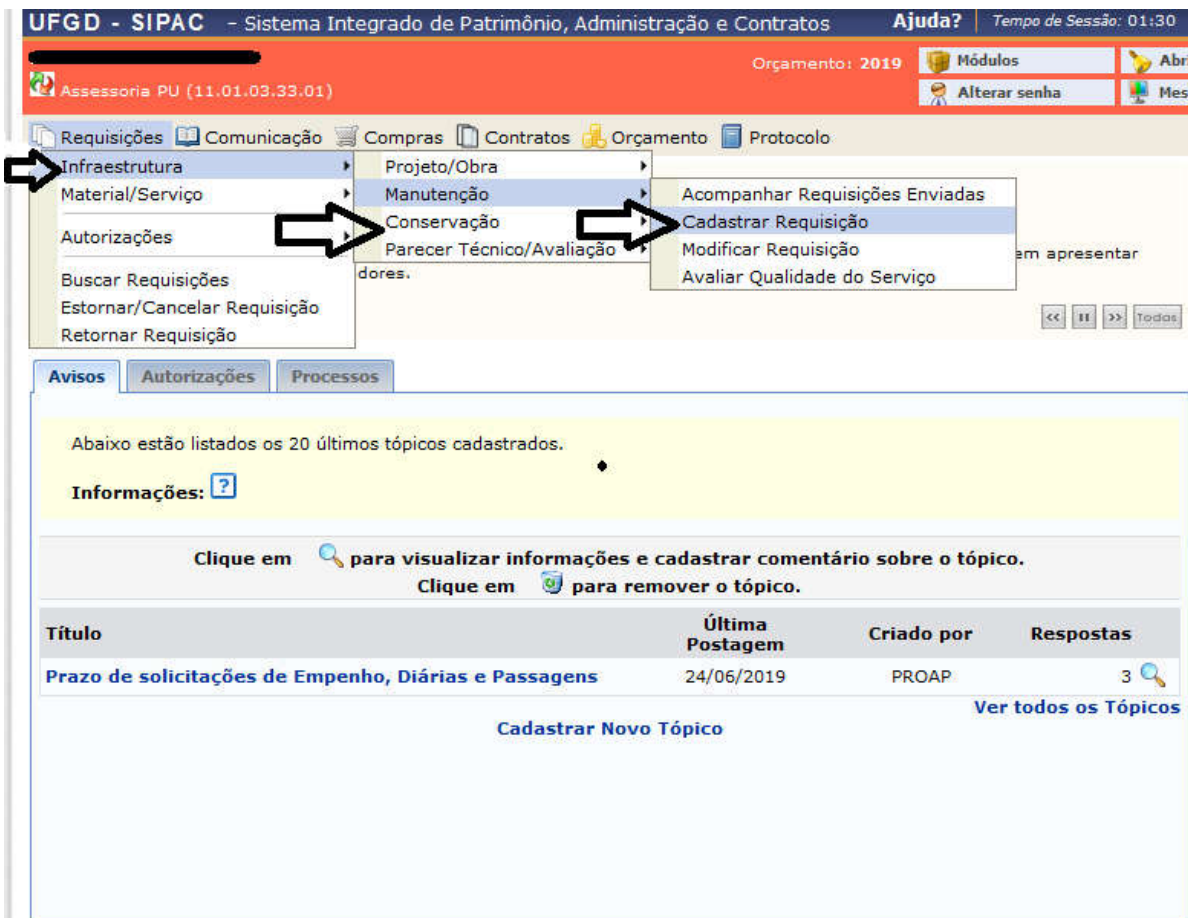 UFGD - SIPAC - Sistema Integrado de Patrimônio, Administração e Contratos Ajuda? Tempo de Sessão: 01:30
Orçamento: 2019 Módulos Abri
Assessoria PU (11.01.03.33.01) Alterar senha Mes
Requisições Comunicação Compras Contratos Orçamento Protocolo
Infraestrutura Projeto/Obra
Material/Serviço Manutenção Acompanhar Requisições Enviadas
Conservação Cadastrar Requisição
Autorizações Parecer Técnico/Avaliação Modificar Requisição em apresentar
Buscar Requisições dores. Avaliar Qualidade do Serviço
Estornar/Cancelar Requisição << II >> Todas
Retornar Requisição
Avisos Autorizações Processos
Abaixo estão listados os 20 últimos tópicos cadastrados.
Informações: ?
Clique em para visualizar informações e cadastrar comentário sobre o tópico.
Clique em para remover o tópico.
Título Última Postagem Criado por Respostas
Prazo de solicitações de Empenho, Diárias e Passagens 24/06/2019 PROAP 3
Ver todos os Tópicos
Cadastrar Novo Tópico